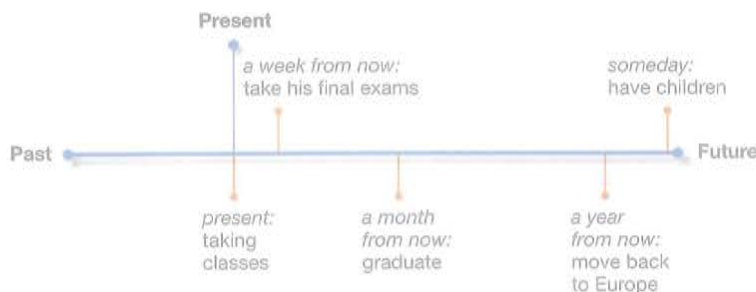 Present
a week from now:
take his final exams
someday:
have children
Past
Future
present:
taking
classes
a month
from now:
graduate
a year
from now:
move back
to Europe